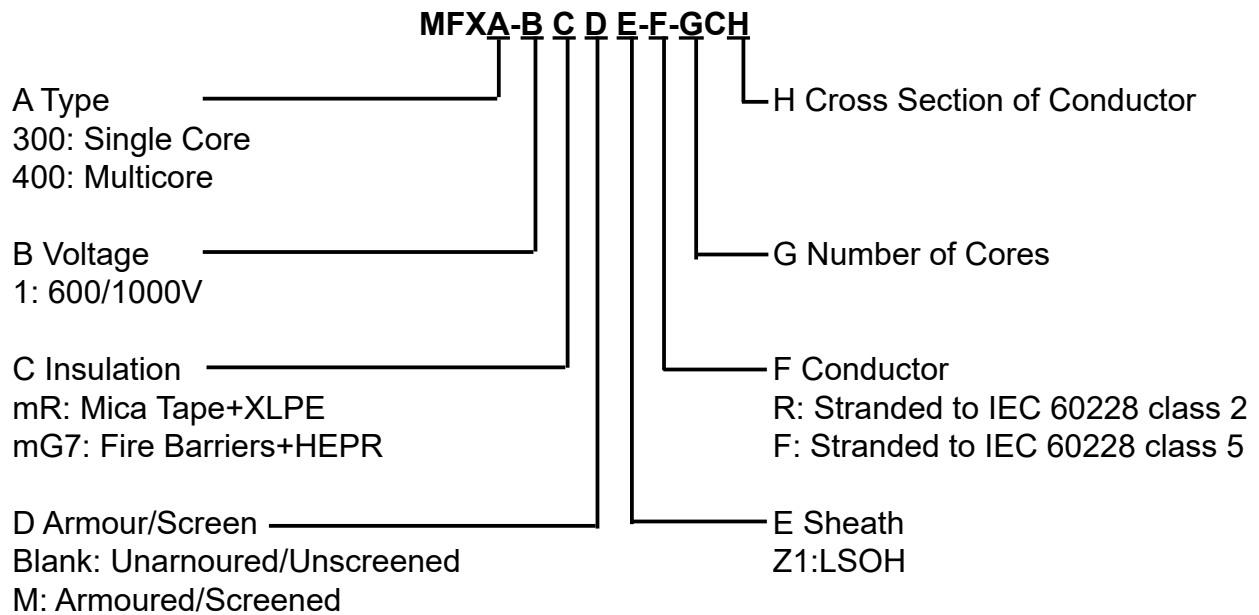 MFXA-B C D E-F-GCH
A Type
300: Single Core
400: Multicore
B Voltage
1: 600/1000V
C Insulation
mR: Mica Tape+XLPE
mG7: Fire Barriers+HEPR
D Armour/Screen
Blank: Unarnoured/Unscreened
M: Armoured/Screened
H Cross Section of Conductor
G Number of Cores
F Conductor
R: Stranded to IEC 60228 class 2
F: Stranded to IEC 60228 class 5
E Sheath
Z1:LSOH